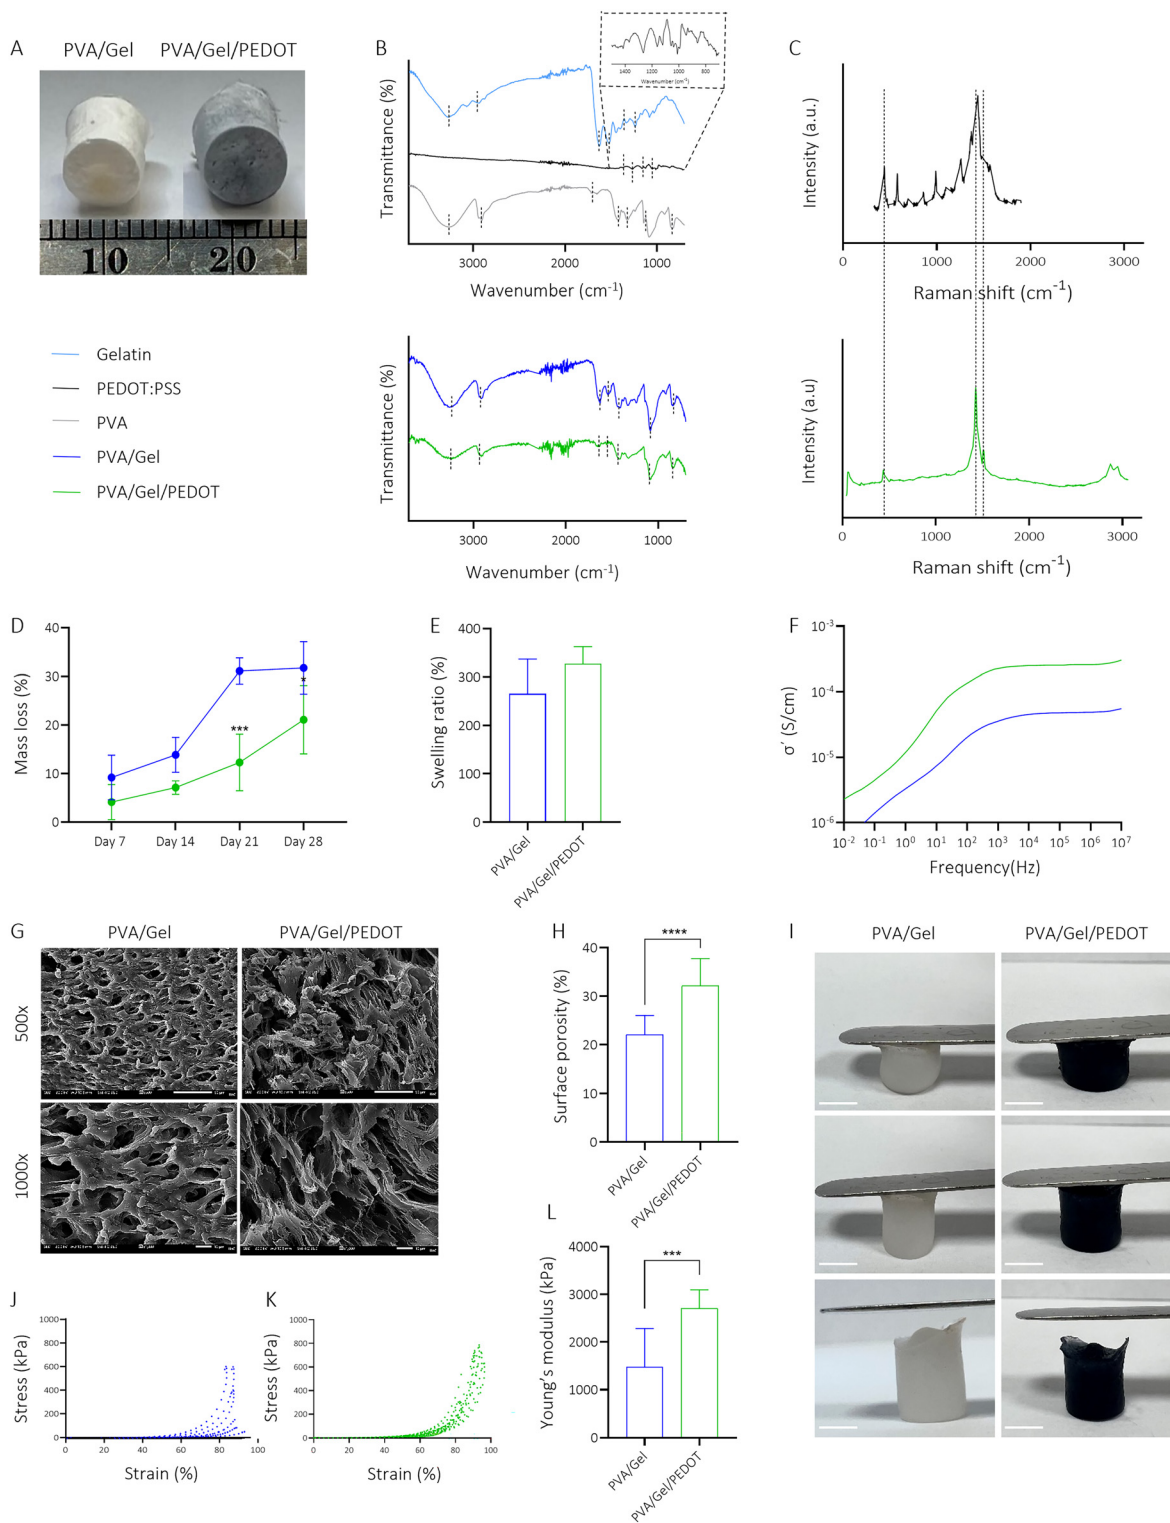 A
PVA/Gel
PVA/Gel/PEDOT
10
20
Gelatin
PEDOT:PSS
PVA
PVA/Gel
PVA/Gel/PEDOT
B
Transmittance (%)
1400
1200
1000
800
Wavenumber (cm⁻¹)
3000
2000
1000
Wavenumber (cm⁻¹)
Transmittance (%)
3000
2000
1000
Wavenumber (cm⁻¹)
C
Intensity (a.u.)
0
1000
2000
3000
Raman shift (cm⁻¹)
Intensity (a.u)
0
1000
2000
3000
Raman shift (cm⁻¹)
D
Mass loss (%)
40
30
20
10
0
***
*
Day 7
Day 14
Day 21
Day 28
E
Swelling ratio (%)
400
300
200
100
0
PVA/Gel
PVA/Gel/PEDOT
F
σ′ (S/cm)
10⁻³
10⁻⁴
10⁻⁵
10⁻⁶
10⁻²
10⁻¹
10⁰
10¹
10²
10³
10⁴
10⁵
10⁶
10⁷
Frequency(Hz)
G
PVA/Gel
PVA/Gel/PEDOT
500x
1000x
H
Surface porosity (%)
40
30
20
10
0
****
PVA/Gel
PVA/Gel/PEDOT
I
PVA/Gel
PVA/Gel/PEDOT
J
Stress (kPa)
1000
800
600
400
200
0
0
20
40
60
80
100
Strain (%)
K
Stress (kPa)
1000
800
600
400
200
0
0
20
40
60
80
100
Strain (%)
L
Young's modulus (kPa)
4000
3000
2000
1000
0
***
PVA/Gel
PVA/Gel/PEDOT